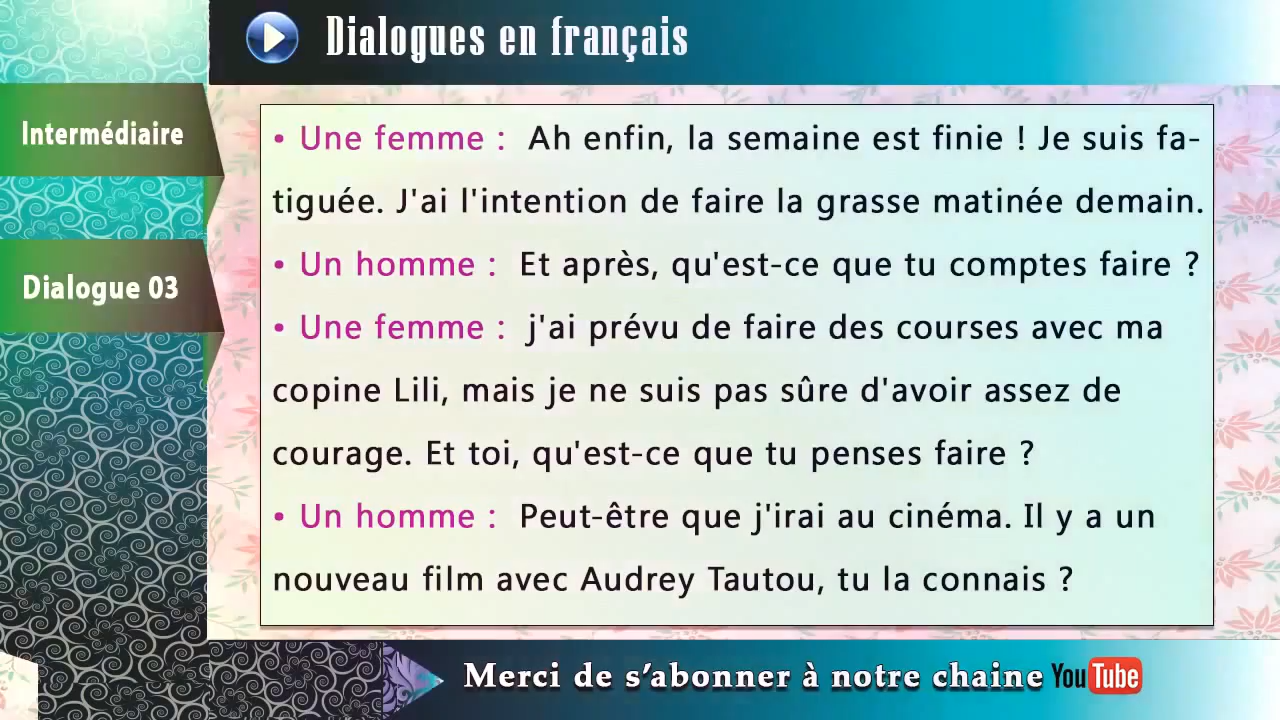 Dialogues en français
Intermédiaire
Dialogue 03
• Une femme : Ah enfin, la semaine est finie ! Je suis fa-
tiguée. J'ai l'intention de faire la grasse matinée demain.
• Un homme : Et après, qu'est-ce que tu comptes faire ?
• Une femme : j'ai prévu de faire des courses avec ma
copine Lili, mais je ne suis pas sûre d'avoir assez de
courage. Et toi, qu'est-ce que tu penses faire ?
• Un homme : Peut-être que j'irai au cinéma. Il y a un
nouveau film avec Audrey Tautou, tu la connais ?
Merci de s’abonner à notre chaine YouTube